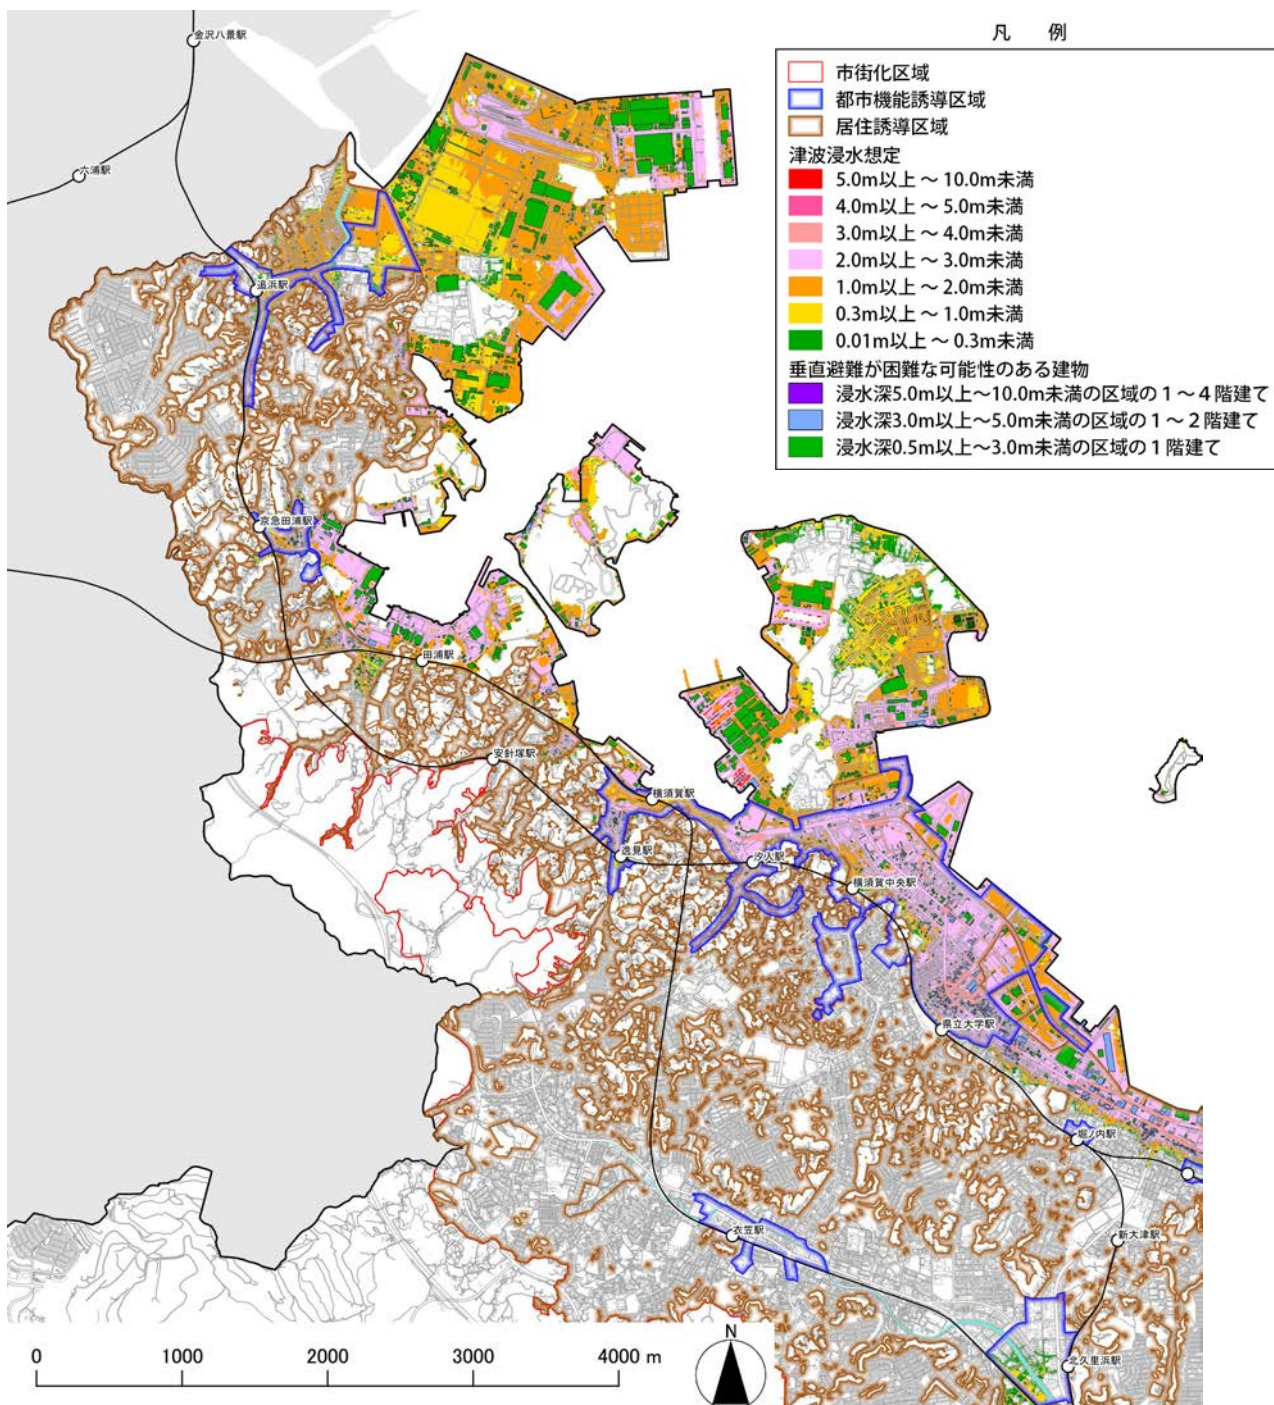 凡　例
市街化区域
都市機能誘導区域
居住誘導区域
津波浸水想定
5.0m以上～10.0m未満
4.0m以上～5.0m未満
3.0m以上～4.0m未満
2.0m以上～3.0m未満
1.0m以上～2.0m未満
0.3m以上～1.0m未満
0.01m以上～0.3m未満
垂直避難が困難な可能性のある建物
浸水深5.0m以上～10.0m未満の区域の１～４階建て
浸水深3.0m以上～5.0m未満の区域の１～２階建て
浸水深0.5m以上～3.0m未満の区域の１階建て
金沢八景駅
六浦駅
追浜駅
京急田浦駅
田浦駅
安針塚駅
横須賀駅
逸見駅
汐入駅
横須賀中央駅
県立大学駅
堀ノ内駅
衣笠駅
新大津駅
北久里浜駅
0 1000 2000 3000 4000 m
N